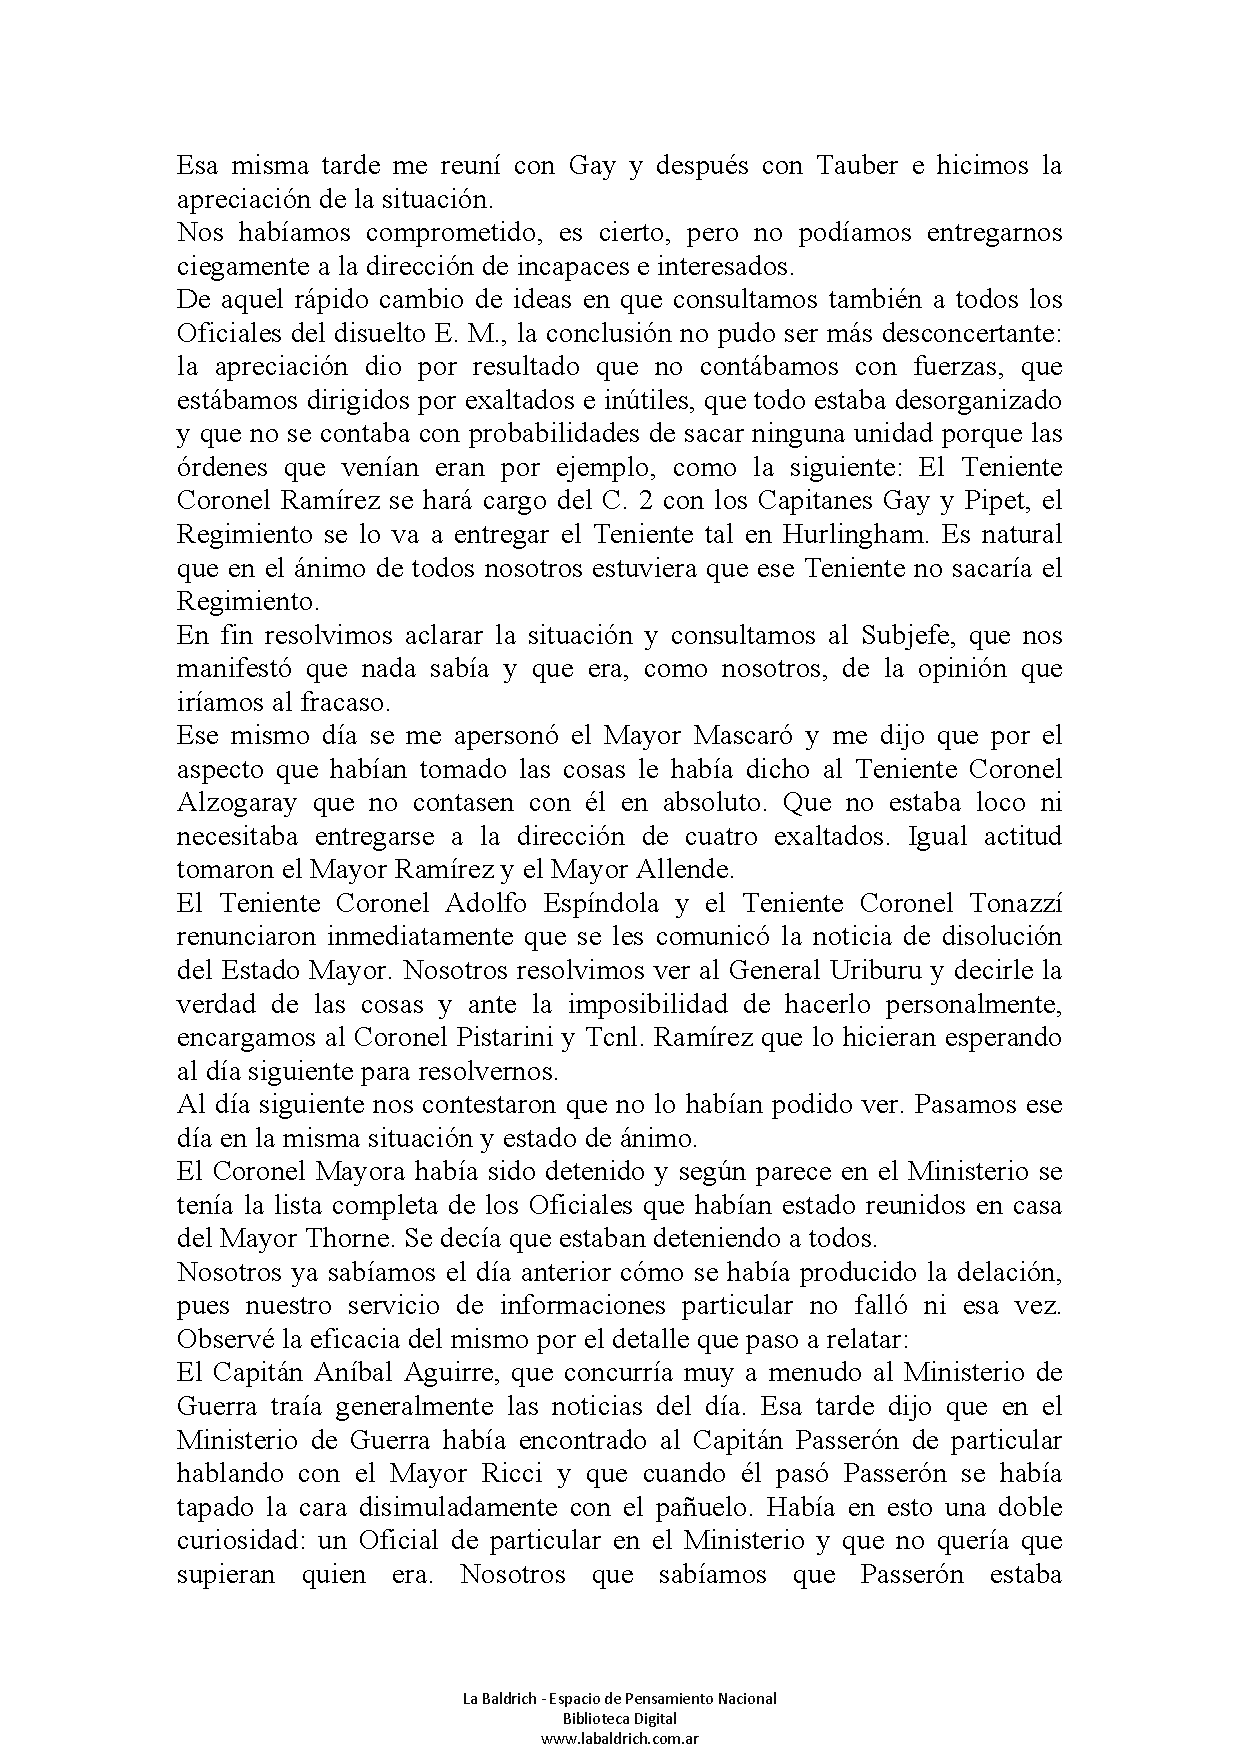 Esa misma tarde me reuní con Gay y después con Tauber e hicimos la
apreciación de la situación.
Nos habíamos comprometido, es cierto, pero no podíamos entregarnos
ciegamente a la dirección de incapaces e interesados.
De aquel rápido cambio de ideas en que consultamos también a todos los
Oficiales del disuelto E. M., la conclusión no pudo ser más desconcertante:
la apreciación dio por resultado que no contábamos con fuerzas, que
estábamos dirigidos por exaltados e inútiles, que todo estaba desorganizado
y que no se contaba con probabilidades de sacar ninguna unidad porque las
órdenes que venían eran por ejemplo, como la siguiente: El Teniente
Coronel Ramírez se hará cargo del C. 2 con los Capitanes Gay y Pipet, el
Regimiento se lo va a entregar el Teniente tal en Hurlingham. Es natural
que en el ánimo de todos nosotros estuviera que ese Teniente no sacaría el
Regimiento.
En fin resolvimos aclarar la situación y consultamos al Subjefe, que nos
manifestó que nada sabía y que era, como nosotros, de la opinión que
iríamos al fracaso.
Ese mismo día se me apersonó el Mayor Mascaró y me dijo que por el
aspecto que habían tomado las cosas le había dicho al Teniente Coronel
Alzogaray que no contasen con él en absoluto. Que no estaba loco ni
necesitaba entregarse a la dirección de cuatro exaltados. Igual actitud
tomaron el Mayor Ramírez y el Mayor Allende.
El Teniente Coronel Adolfo Espíndola y el Teniente Coronel Tonazzí
renunciaron inmediatamente que se les comunicó la noticia de disolución
del Estado Mayor. Nosotros resolvimos ver al General Uriburu y decirle la
verdad de las cosas y ante la imposibilidad de hacerlo personalmente,
encargamos al Coronel Pistarini y Tcnl. Ramírez que lo hicieran esperando
al día siguiente para resolvernos.
Al día siguiente nos contestaron que no lo habían podido ver. Pasamos ese
día en la misma situación y estado de ánimo.
El Coronel Mayora había sido detenido y según parece en el Ministerio se
tenía la lista completa de los Oficiales que habían estado reunidos en casa
del Mayor Thorne. Se decía que estaban deteniendo a todos.
Nosotros ya sabíamos el día anterior cómo se había producido la delación,
pues nuestro servicio de informaciones particular no falló ni esa vez.
Observé la eficacia del mismo por el detalle que paso a relatar:
El Capitán Aníbal Aguirre, que concurría muy a menudo al Ministerio de
Guerra traía generalmente las noticias del día. Esa tarde dijo que en el
Ministerio de Guerra había encontrado al Capitán Passerón de particular
hablando con el Mayor Ricci y que cuando él pasó Passerón se había
tapado la cara disimuladamente con el pañuelo. Había en esto una doble
curiosidad: un Oficial de particular en el Ministerio y que no quería que
supieran quien era. Nosotros que sabíamos que Passerón estaba
La Baldrich - Espacio de Pensamiento Nacional
Biblioteca Digital
www.labaldrich.com.ar